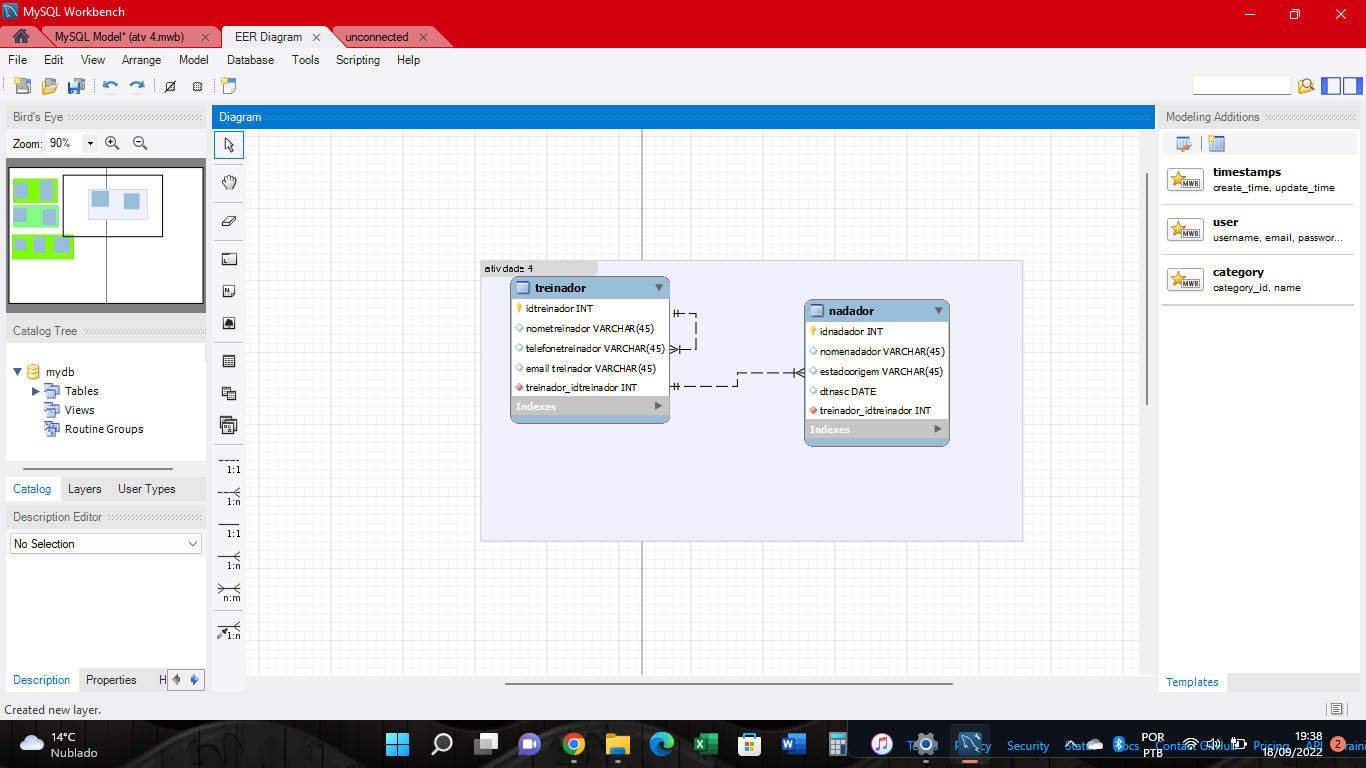 MySQL Workbench
MySQL Model* (atv 4.mwb)
EER Diagram
unconnected
File Edit View Arrange Model Database Tools Scripting Help
Bird's Eye
Zoom: 90%
Catalog Tree
mydb
Tables
Views
Routine Groups
Catalog Layers User Types
Description Editor
No Selection
Description Properties H
Diagram
1:1
1:n
1:1
1:n
n:m
1:n
atividade 4
treinador
idtreinador INT
nometreinador VARCHAR(45)
telefonetreinador VARCHAR(45)
email treinador VARCHAR(45)
treinador_idtreinador INT
Indexes
nadador
idnadador INT
nomenadador VARCHAR(45)
estadoorigem VARCHAR(45)
dtnasc DATE
treinador_idtreinador INT
Indexes
Modeling Additions
timestamps
create_time, update_time
user
username, email, passwor...
category
category_id, name
Templates
Created new layer.
14°C
Nublado
Security
Pricing
API
POR
PTB
19:38
18/09/2022
2